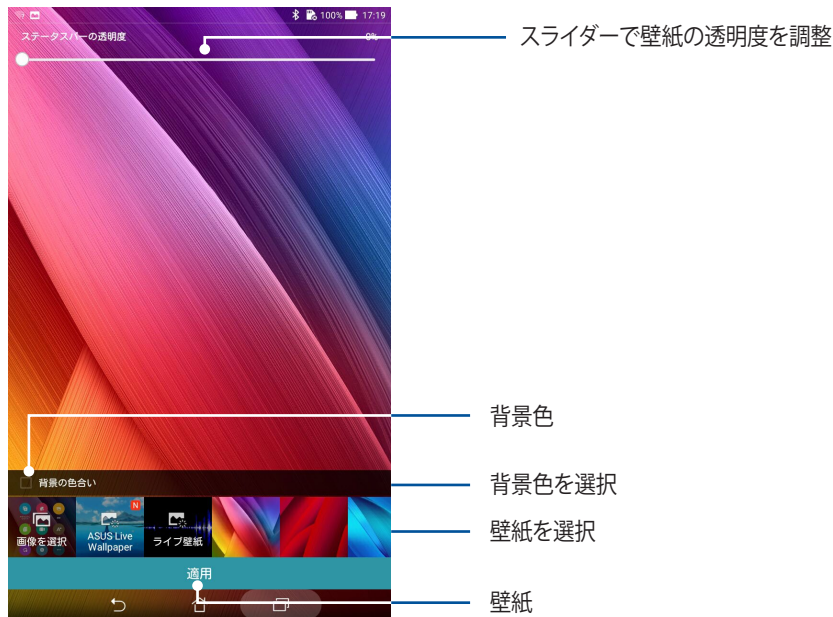 100% 17:19
ステータスバーの透明度 0%
スライダーで壁紙の透明度を調整
背景色
背景の色合い
背景色を選択
画像を選択
N
ASUS Live
Wallpaper
ライブ壁紙
壁紙を選択
適用
壁紙